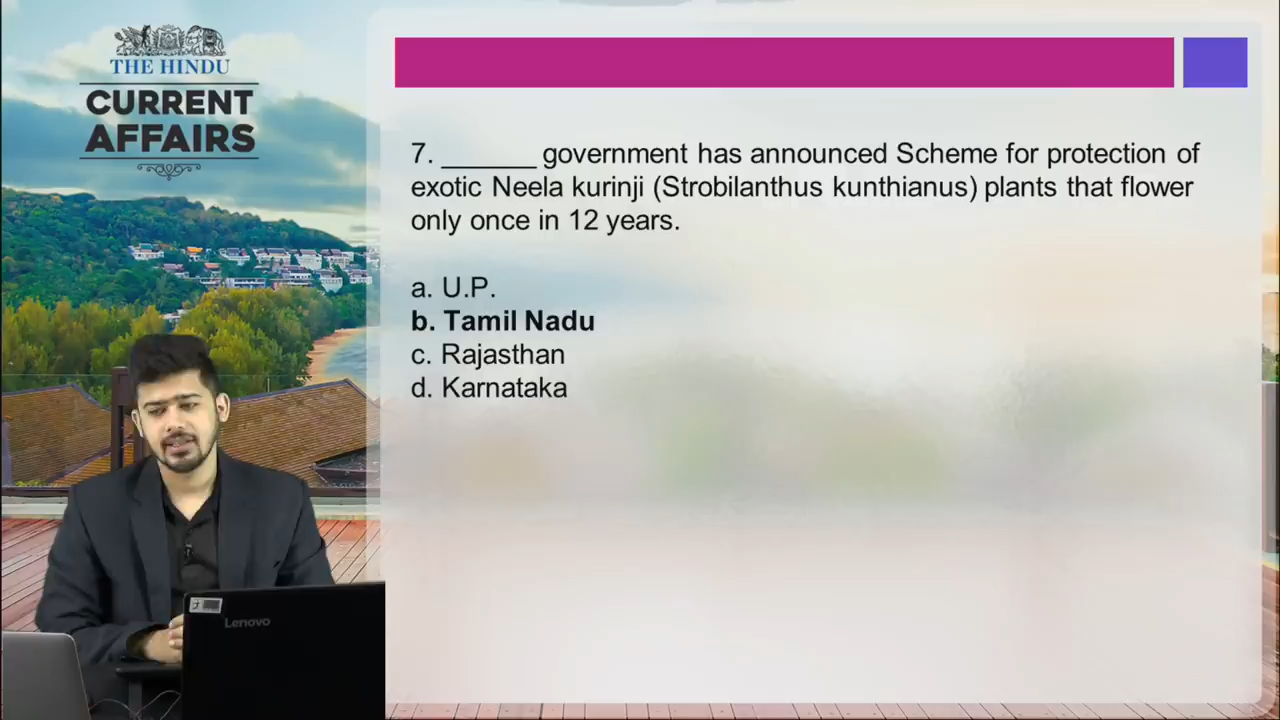 THE HINDU
CURRENT
AFFAIRS
7. ______ government has announced Scheme for protection of
exotic Neela kurinji (Strobilanthus kunthianus) plants that flower
only once in 12 years.
a. U.P.
b. Tamil Nadu
c. Rajasthan
d. Karnataka
Lenovo